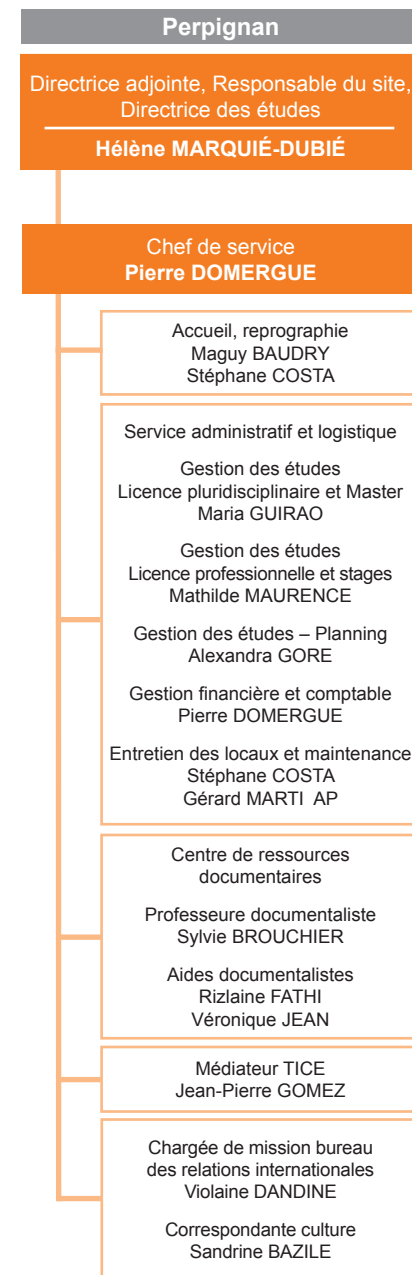 Perpignan
Directrice adjointe, Responsable du site,
Directrice des études
Hélène MARQUIÉ-DUBIÉ
Chef de service
Pierre DOMERGUE
Accueil, reprographie
Maguy BAUDRY
Stéphane COSTA
Service administratif et logistique
Gestion des études
Licence pluridisciplinaire et Master
Maria GUIRAO
Gestion des études
Licence professionnelle et stages
Mathilde MAURENCE
Gestion des études – Planning
Alexandra GORE
Gestion financière et comptable
Pierre DOMERGUE
Entretien des locaux et maintenance
Stéphane COSTA
Gérard MARTI AP
Centre de ressources
documentaires
Professeure documentaliste
Sylvie BROUCHIER
Aides documentalistes
Rizlaine FATHI
Véronique JEAN
Médiateur TICE
Jean-Pierre GOMEZ
Chargée de mission bureau
des relations internationales
Violaine DANDINE
Correspondante culture
Sandrine BAZILE